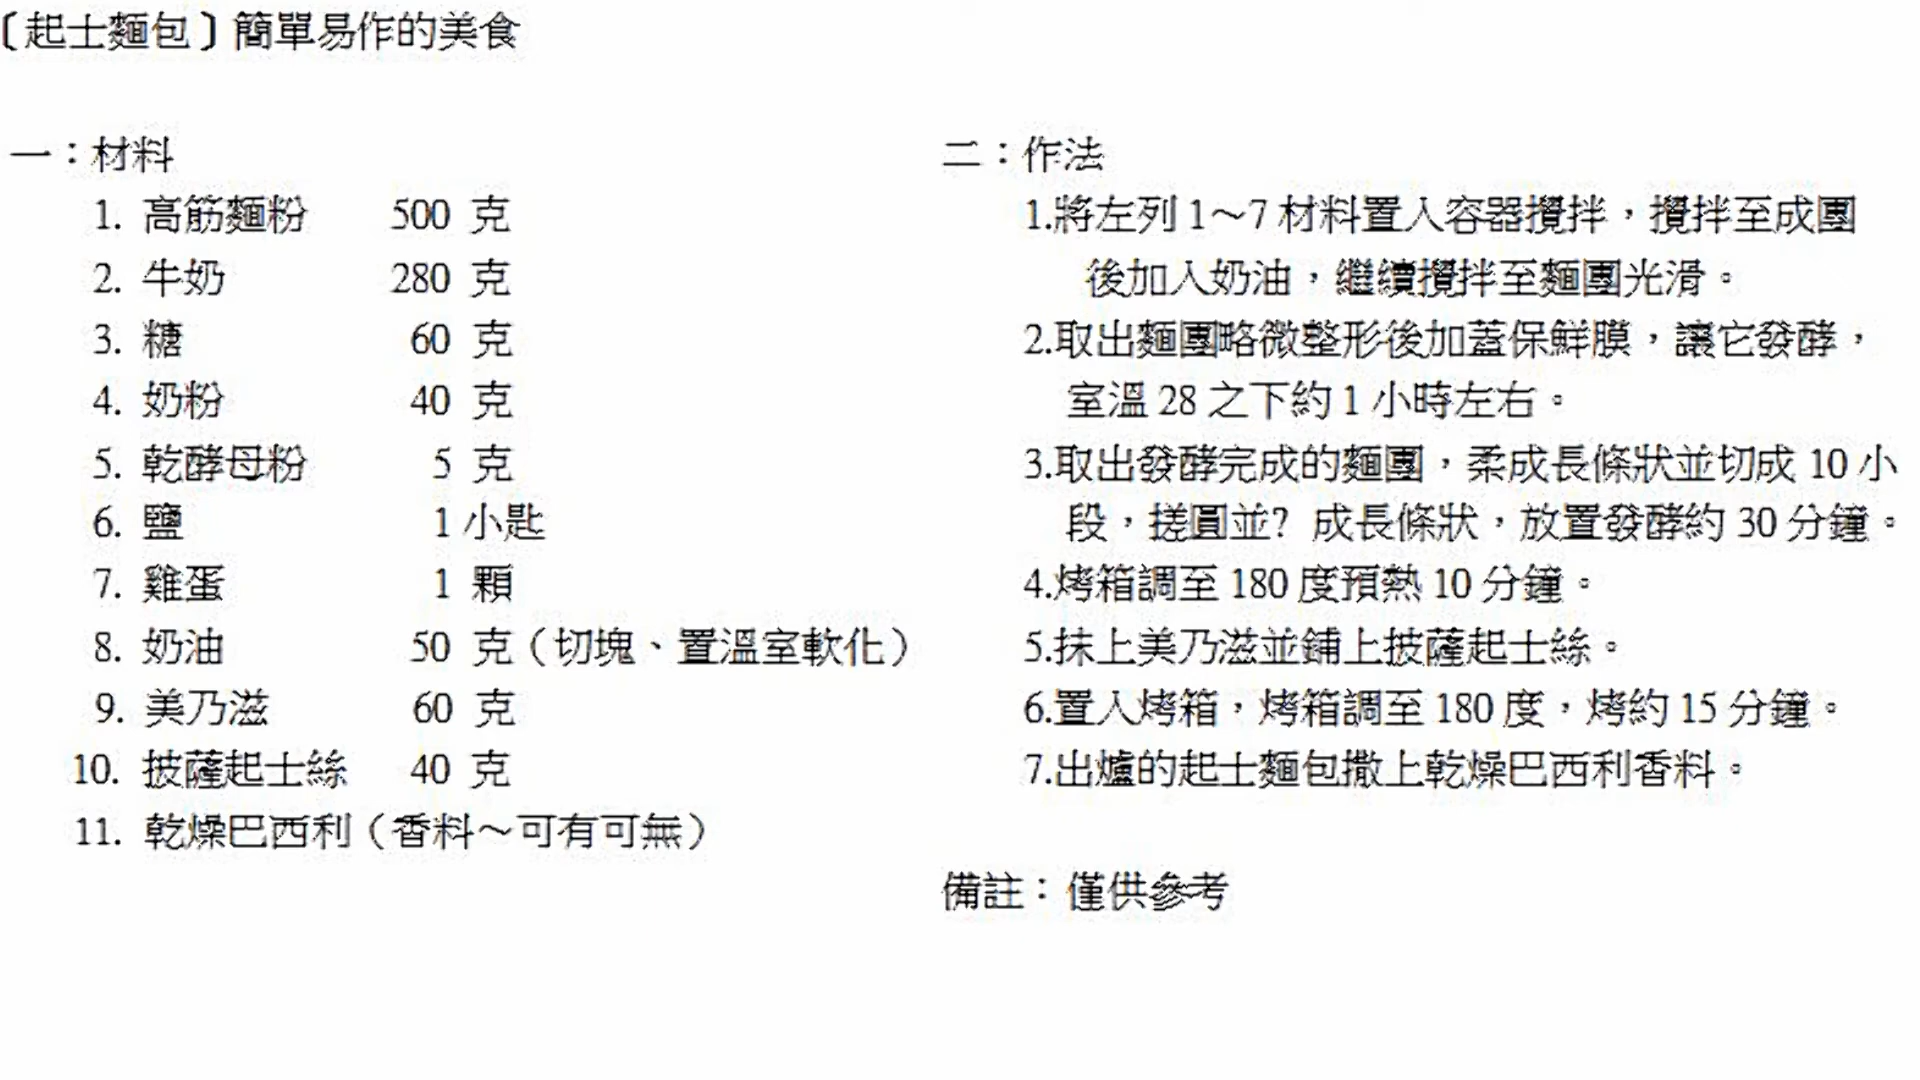 〔起士麵包〕簡單易作的美食
一：材料
1. 高筋麵粉 500 克
2. 牛奶 280 克
3. 糖 60 克
4. 奶粉 40 克
5. 乾酵母粉 5 克
6. 鹽 1 小匙
7. 雞蛋 1 顆
8. 奶油 50 克（切塊、置溫室軟化）
9. 美乃滋 60 克
10. 披薩起士絲 40 克
11. 乾燥巴西利（香料～可有可無）
二：作法
1.將左列 1～7 材料置入容器攪拌，攪拌至成團
後加入奶油，繼續攪拌至麵團光滑。
2.取出麵團略微整形後加蓋保鮮膜，讓它發酵，
室溫 28 之下約 1 小時左右。
3.取出發酵完成的麵團，柔成長條狀並切成 10 小
段，搓圓並? 成長條狀，放置發酵約 30 分鐘。
4.烤箱調至 180 度預熱 10 分鐘。
5.抹上美乃滋並鋪上披薩起士絲。
6.置入烤箱，烤箱調至 180 度，烤約 15 分鐘。
7.出爐的起士麵包撒上乾燥巴西利香料。
備註：僅供參考